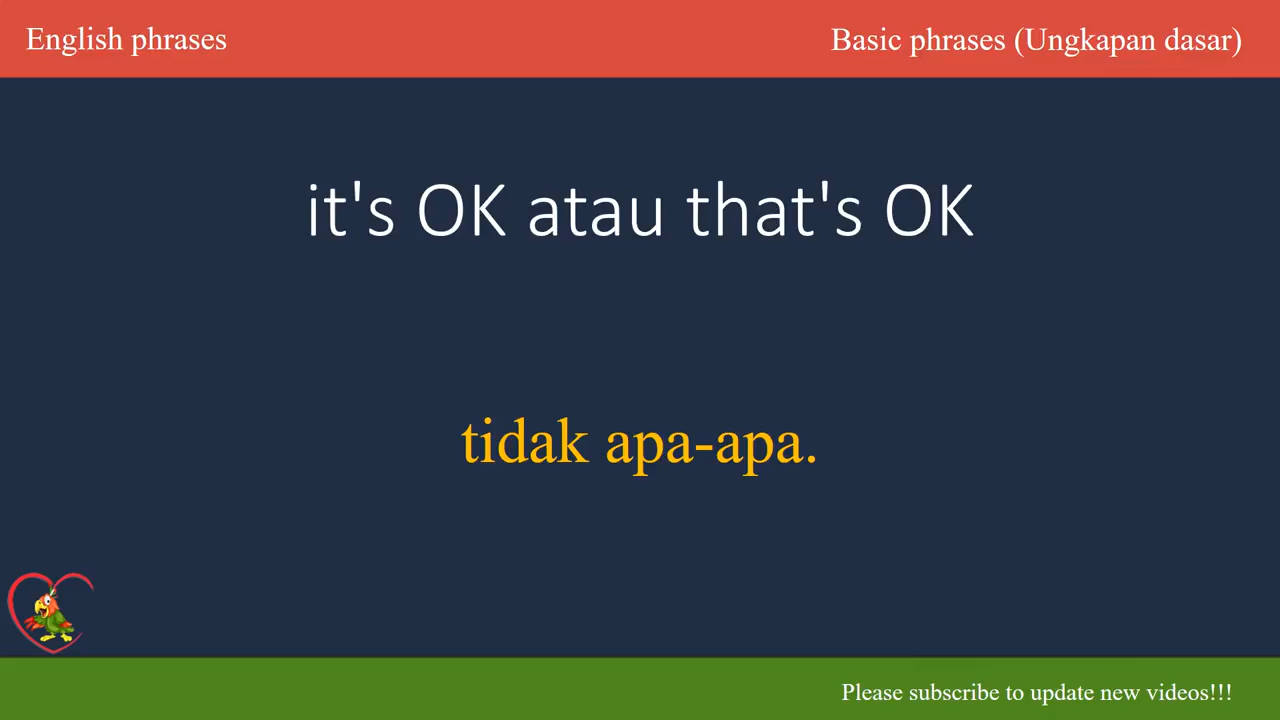 English phrases
Basic phrases (Ungkapan dasar)
it's OK atau that's OK
tidak apa-apa.
Please subscribe to update new videos!!!